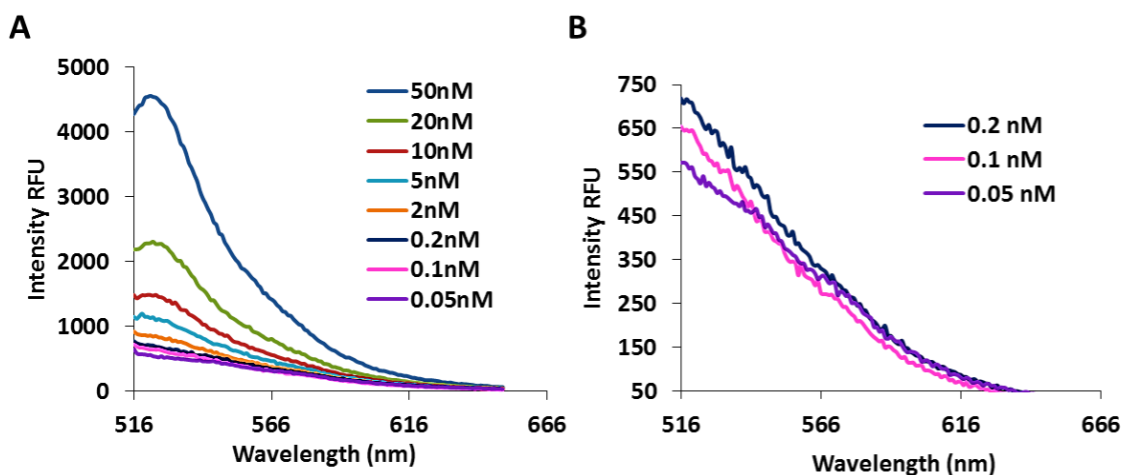 A
Intensity RFU
5000
4000
3000
2000
1000
0
516
566
616
666
Wavelength (nm)
50nM
20nM
10nM
5nM
2nM
0.2nM
0.1nM
0.05nM
B
Intensity RFU
750
650
550
450
350
250
150
50
516
566
616
666
Wavelength (nm)
0.2 nM
0.1 nM
0.05 nM